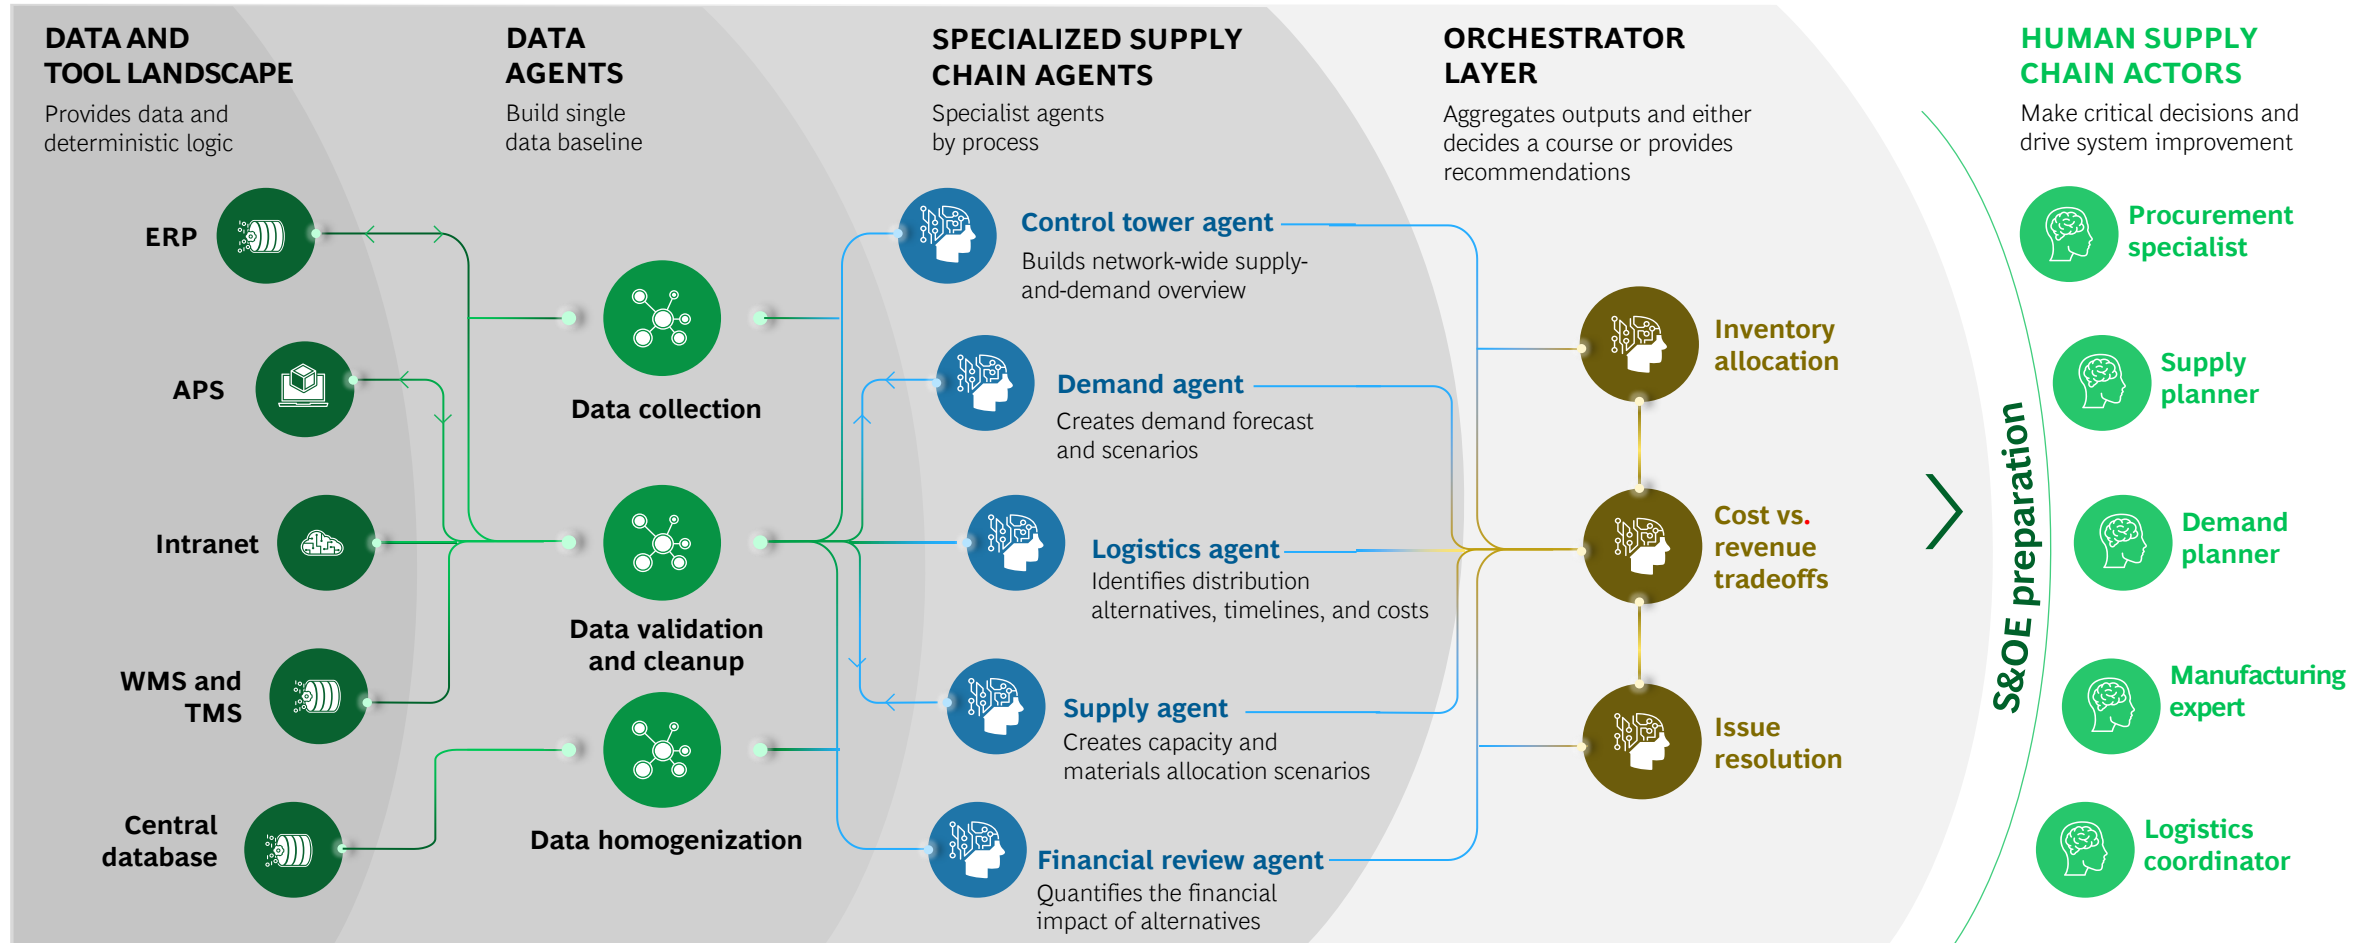 DATA AND
TOOL LANDSCAPE
Provides data and
deterministic logic
ERP
APS
Intranet
WMS and
TMS
Central
database
DATA
AGENTS
Build single
data baseline
Data collection
Data validation
and cleanup
Data homogenization
SPECIALIZED SUPPLY
CHAIN AGENTS
Specialist agents
by process
Control tower agent
Builds network-wide supply-
and-demand overview
Demand agent
Creates demand forecast
and scenarios
Logistics agent
Identifies distribution
alternatives, timelines, and costs
Supply agent
Creates capacity and
materials allocation scenarios
Financial review agent
Quantifies the financial
impact of alternatives
ORCHESTRATOR
LAYER
Aggregates outputs and either
decides a course or provides
recommendations
Inventory
allocation
Cost vs.
revenue
tradeoffs
Issue
resolution
S&OE preparation
HUMAN SUPPLY
CHAIN ACTORS
Make critical decisions and
drive system improvement
Procurement
specialist
Supply
planner
Demand
planner
Manufacturing
expert
Logistics
coordinator